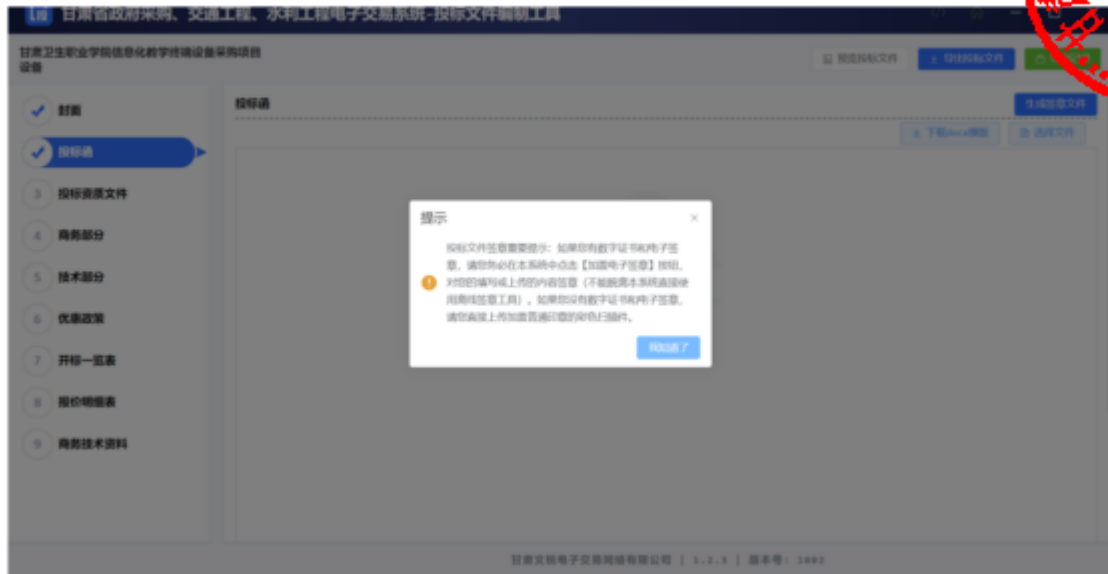 甘肃省政府采购、交通工程、水利工程电子交易系统-投标文件编制工具
甘肃卫生职业学院信息化教学终端设备采购项目
设备
预览投标文件
导出投标文件
封面
投标函
投标资质文件
商务部分
技术部分
优惠政策
开标一览表
报价明细表
商务技术资料
投标函
生成签章文件
下载docx模版
选择文件
提示
投标文件签章重要提示：如果您有数字证书和电子签
章，请您务必在本系统中点击【加盖电子签章】按钮，
对您的填写或上传的内容签章（不能脱离本系统直接使
用离线签章工具）。如果您没有数字证书和电子签章，
请您直接上传加盖普通印章的彩色扫描件。
我知道了
甘肃文锐电子交易网络有限公司 | 1.2.3 | 版本号: 1002